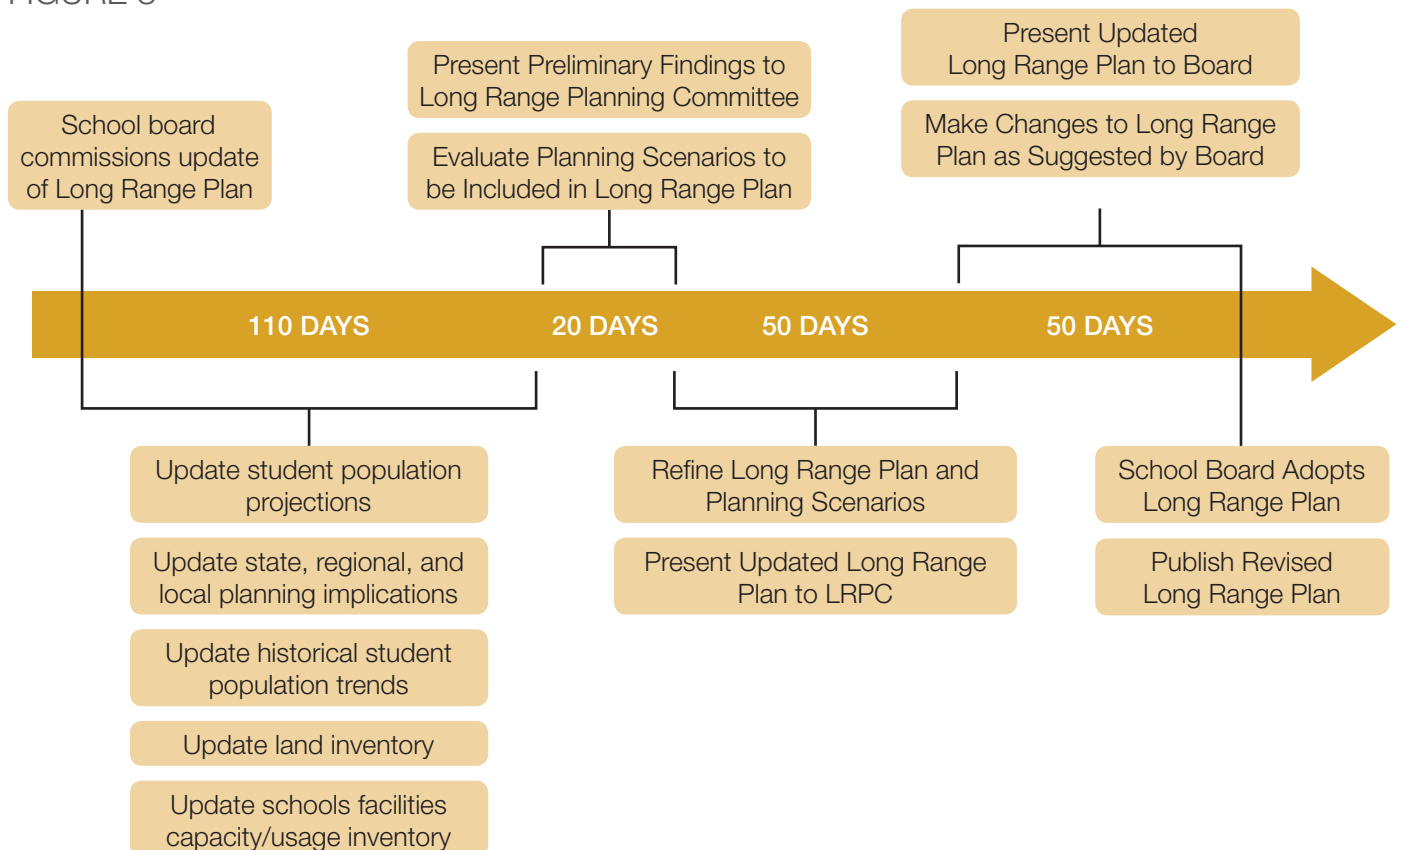 School board
commissions update
of Long Range Plan
Present Preliminary Findings to
Long Range Planning Committee
Evaluate Planning Scenarios to
be Included in Long Range Plan
Present Updated
Long Range Plan to Board
Make Changes to Long Range
Plan as Suggested by Board
110 DAYS
20 DAYS
50 DAYS
50 DAYS
Update student population
projections
Update state, regional, and
local planning implications
Update historical student
population trends
Update land inventory
Update schools facilities
capacity/usage inventory
Refine Long Range Plan and
Planning Scenarios
Present Updated Long Range
Plan to LRPC
School Board Adopts
Long Range Plan
Publish Revised
Long Range Plan